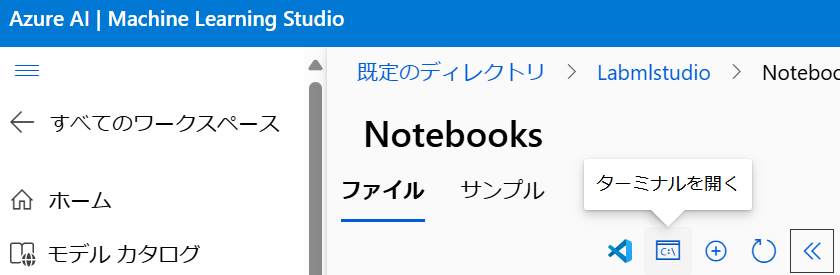 Azure AI | Machine Learning Studio
既定のディレクトリ > Labmlstudio > Notebo
すべてのワークスペース
Notebooks
ターミナルを開く
ファイル サンプル
ホーム
C:\
モデル カタログ